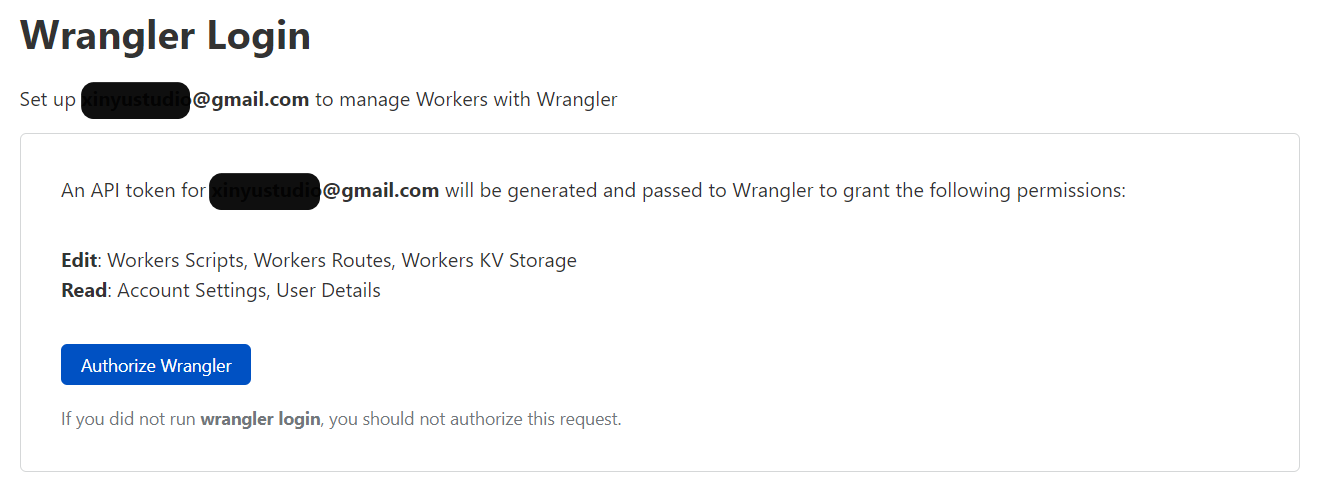 Wrangler Login
Set up @gmail.com to manage Workers with Wrangler
An API token for @gmail.com will be generated and passed to Wrangler to grant the following permissions:
Edit: Workers Scripts, Workers Routes, Workers KV Storage
Read: Account Settings, User Details
Authorize Wrangler
If you did not run wrangler login, you should not authorize this request.